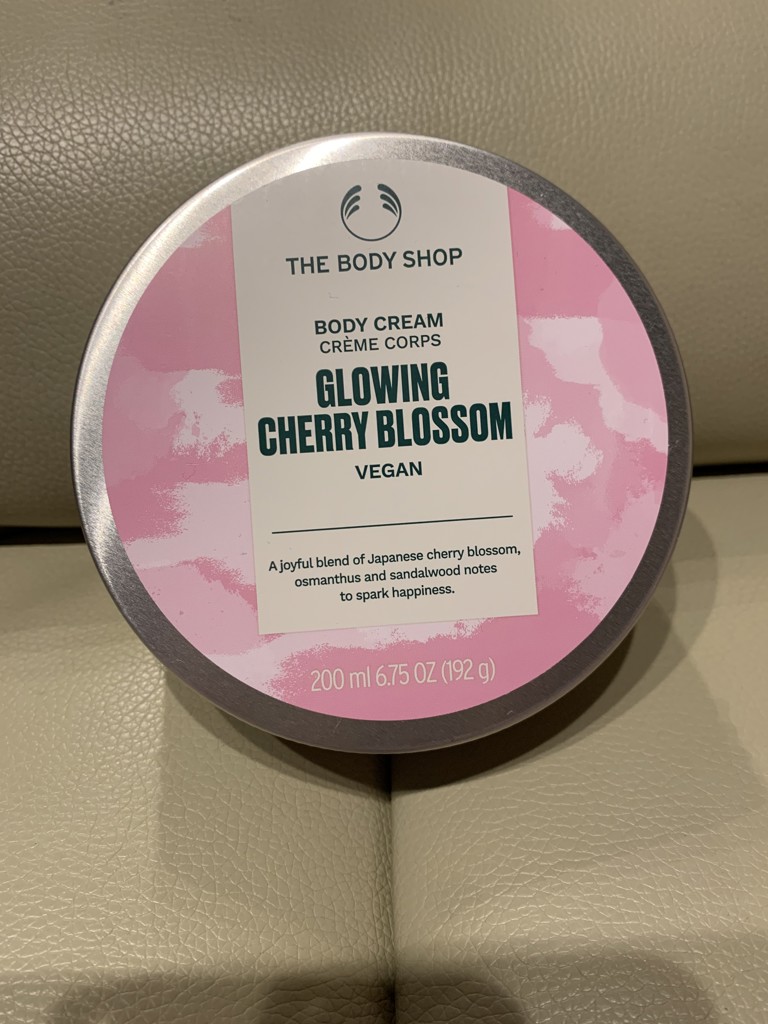 THE BODY SHOP
BODY CREAM
CRÈME CORPS
GLOWING
CHERRY BLOSSOM
VEGAN
A joyful blend of Japanese cherry blossom,
osmanthus and sandalwood notes
to spark happiness.
200 ml 6.75 OZ (192 g)